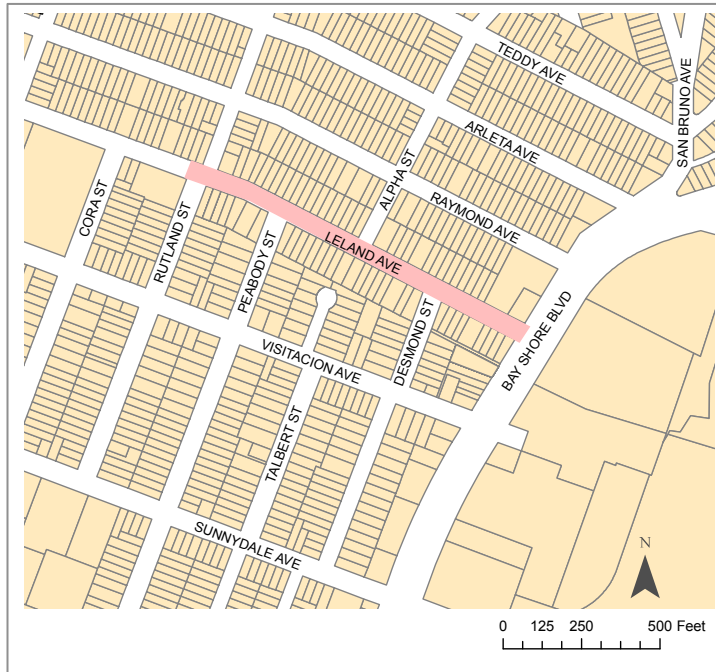 TEDDY AVE
SAN BRUNO AVE
ARLETA AVE
ALPHA ST
RAYMOND AVE
CORA ST
RUTLAND ST
LELAND AVE
PEABODY ST
DESMOND ST
BAY SHORE BLVD
VISITACION AVE
TALBERT ST
SUNNYDALE AVE
N
0 125 250 500 Feet